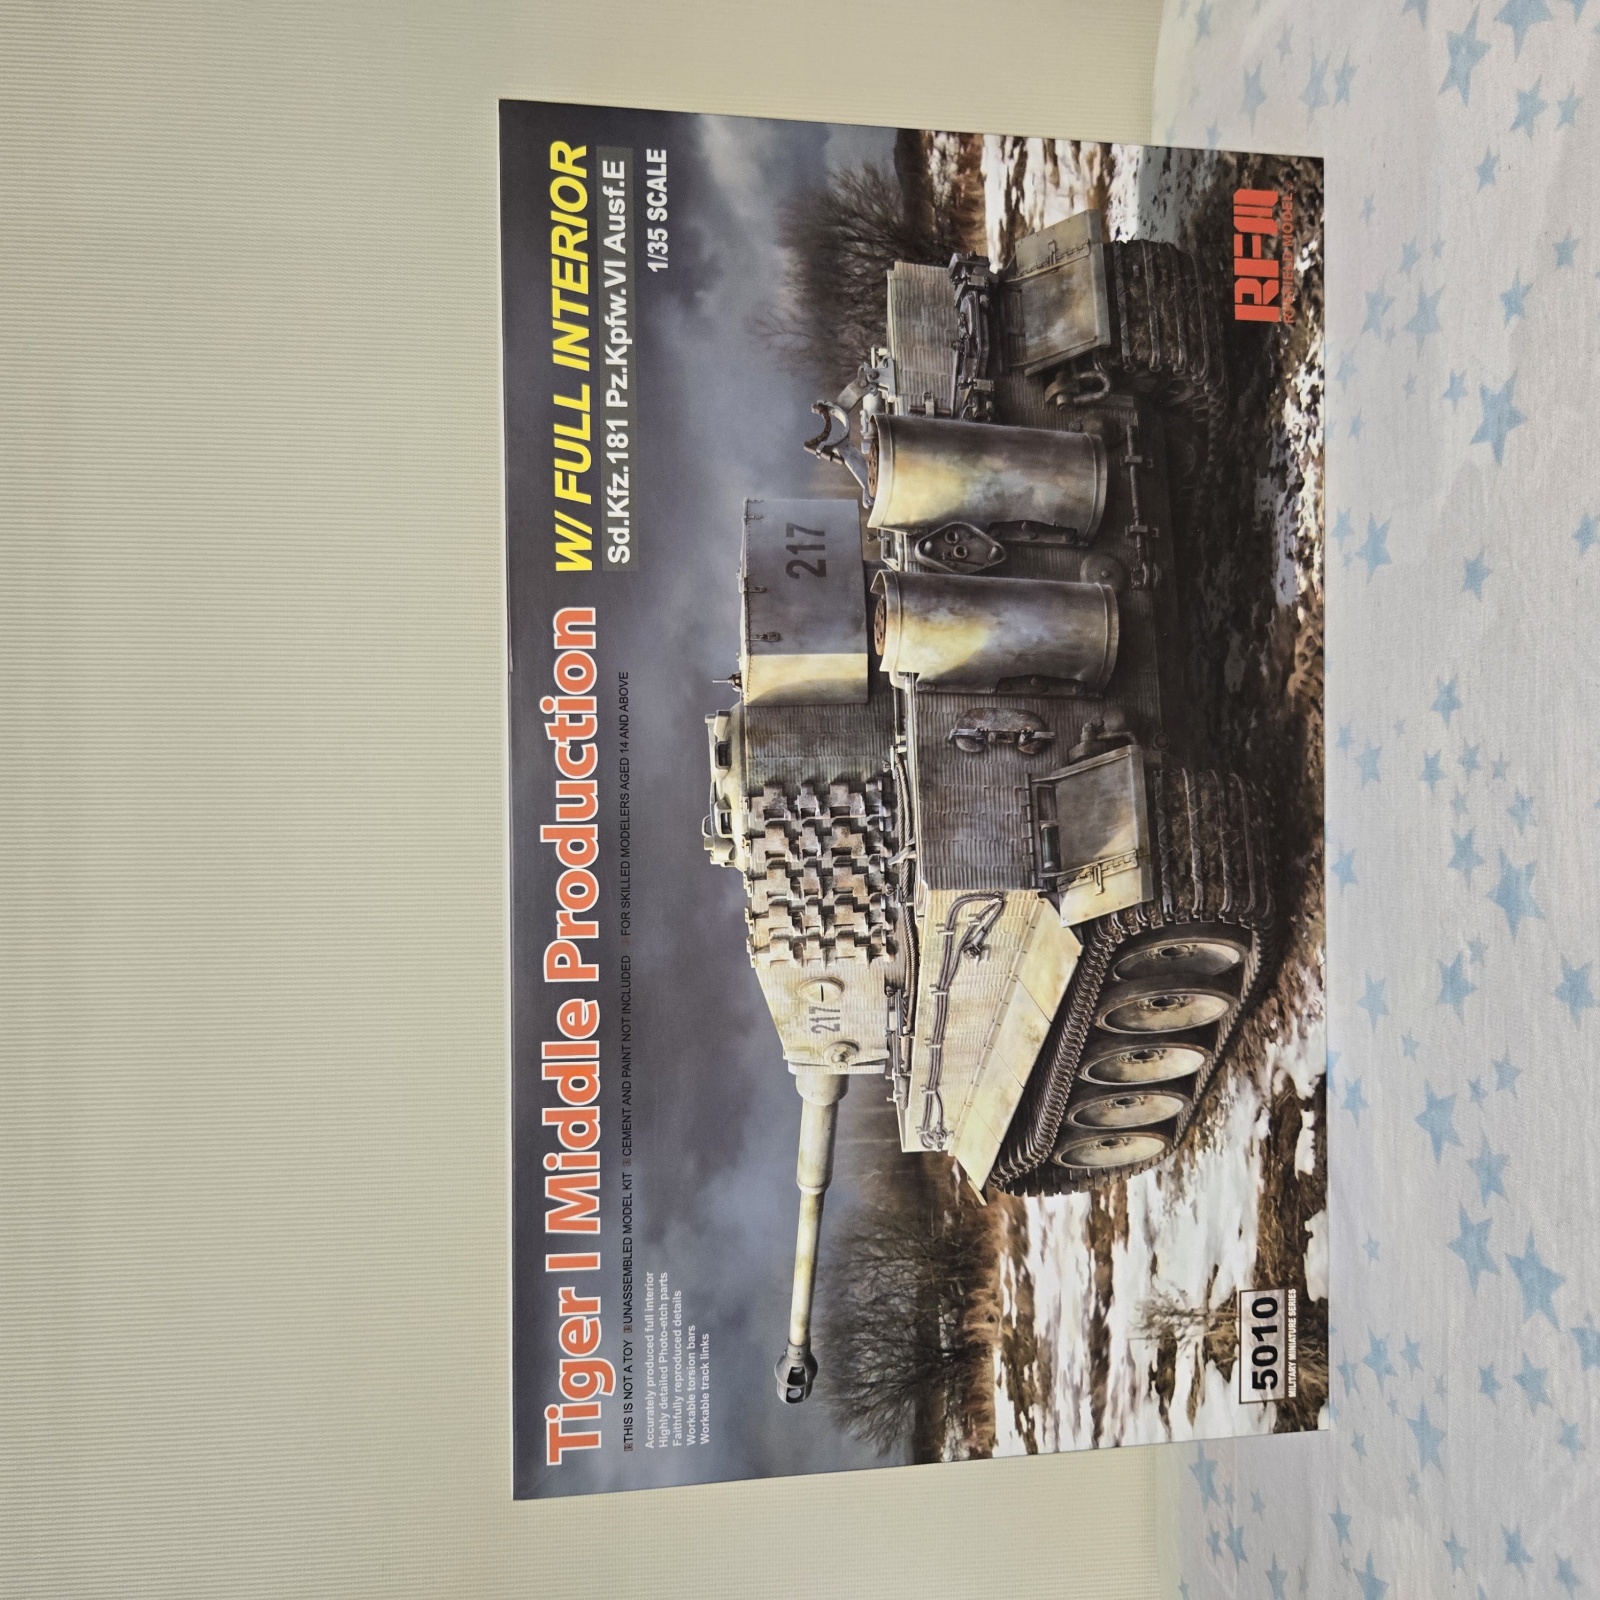 Tiger I Middle Production W/ FULL INTERIOR
Sd.Kfz.181 Pz.Kpfw.VI Ausf.E
THIS IS NOT A TOY UNASSEMBLED MODEL KIT CEMENT AND PAINT NOT INCLUDED FOR SKILLED MODELERS AGED 14 AND ABOVE
1/35 SCALE
Accurately produced full interior
Highly detailed Photo-etch parts
Faithfully reproduced details
Workable torsion bars
Workable track links
217
217
5010
MILITARY MINIATURE SERIES
RFM
RYEFIELD MODEL